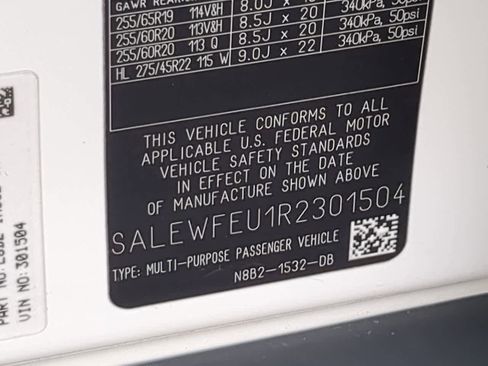 GAWR REAR
255/65R19 114V&H 8.0J × 340kPa, 50psi
255/60R20 113V&H 8.5J × 20 340kPa, 50psi
255/60R20 113 Q 8.5J × 20 340kPa, 50psi
HL 275/45R22 115 W 9.0J × 22 340kPa, 50psi
THIS VEHICLE CONFORMS TO ALL
APPLICABLE U.S. FEDERAL MOTOR
VEHICLE SAFETY STANDARDS
IN EFFECT ON THE DATE
OF MANUFACTURE SHOWN ABOVE
SALEWFEU1R2301504
TYPE: MULTI-PURPOSE PASSENGER VEHICLE
N8B2-1532-DB
PART NO.
VIN NO: 301504